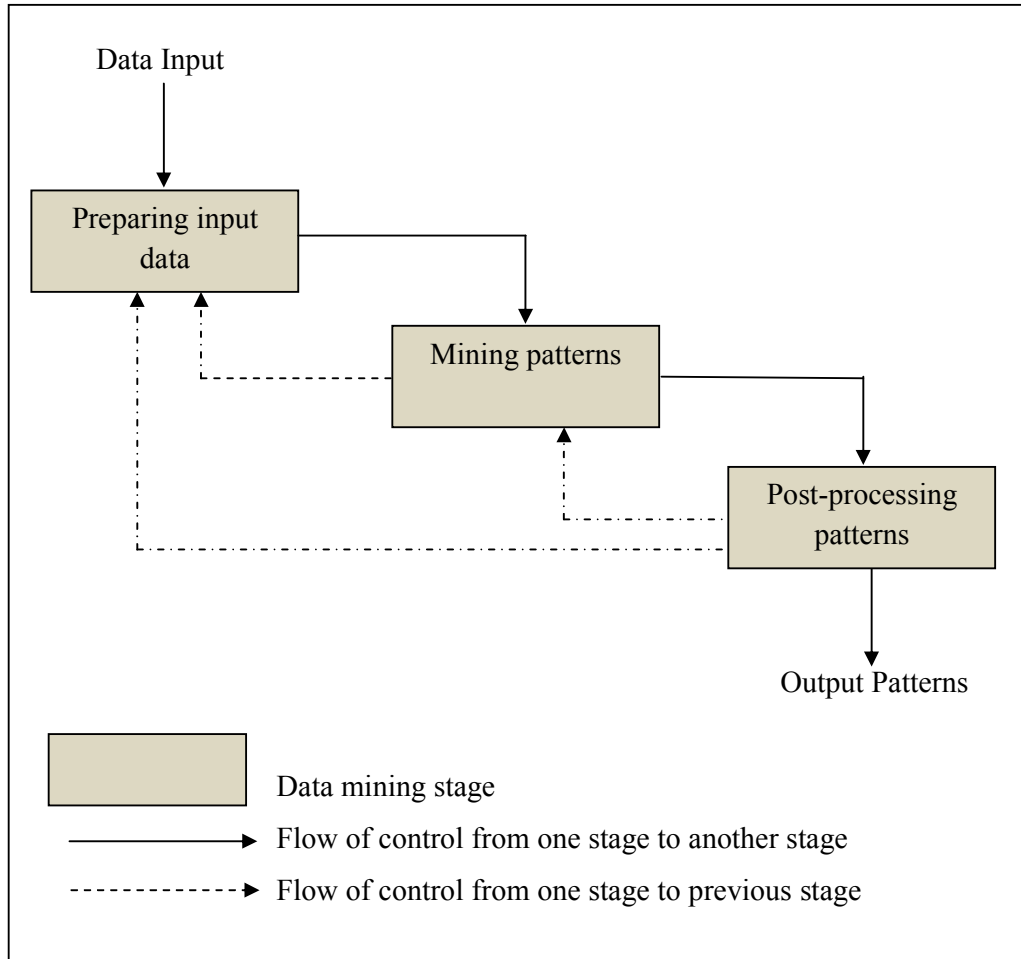 Data Input
Preparing input
data
Mining patterns
Post-processing
patterns
Output Patterns
Data mining stage
Flow of control from one stage to another stage
Flow of control from one stage to previous stage